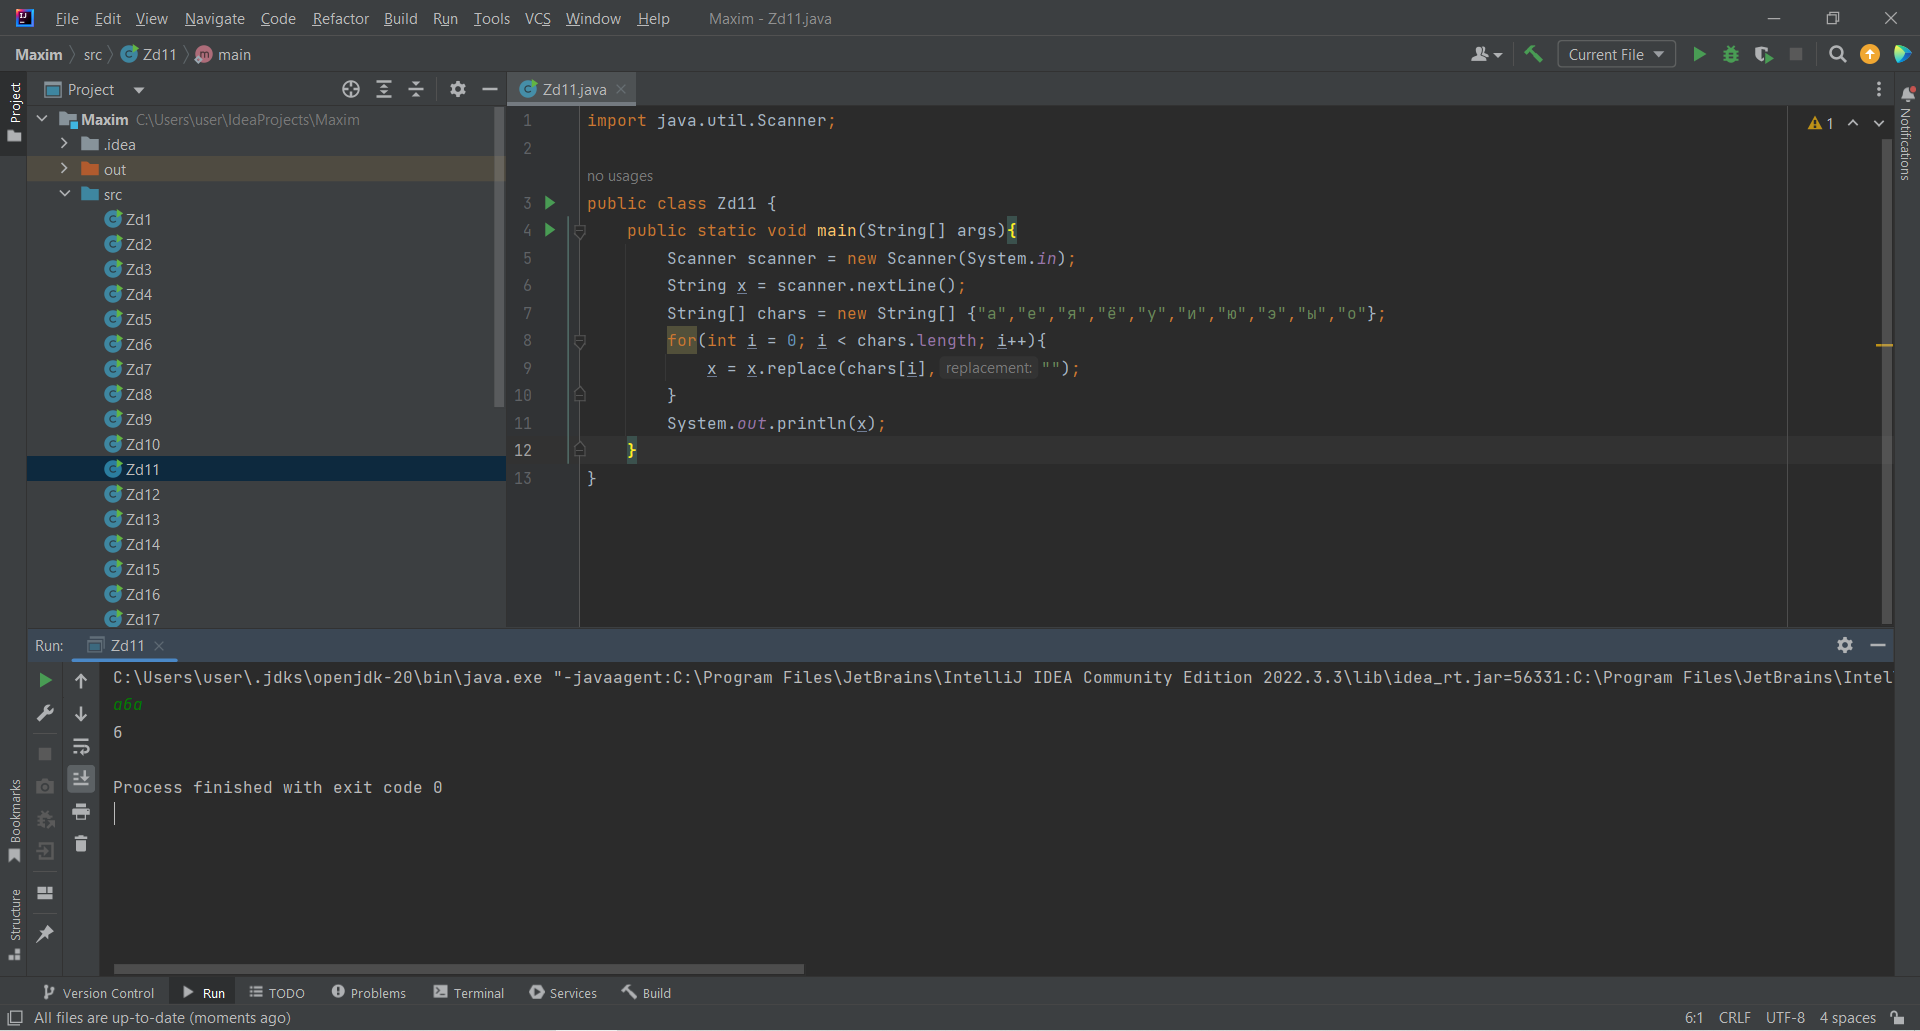 File Edit View Navigate Code Refactor Build Run Tools VCS Window Help Maxim - Zd11.java
Maxim src Zd11 main Current File
Project Zd11.java
Maxim C:\Users\user\IdeaProjects\Maxim
.idea
out
src
Zd1
Zd2
Zd3
Zd4
Zd5
Zd6
Zd7
Zd8
Zd9
Zd10
Zd11
Zd12
Zd13
Zd14
Zd15
Zd16
Zd17
1 import java.util.Scanner;
2
no usages
3 public class Zd11 {
4 public static void main(String[] args){
5 Scanner scanner = new Scanner(System.in);
6 String x = scanner.nextLine();
7 String[] chars = new String[] {"а","е","я","ё","у","и","ю","э","ы","о"};
8 for(int i = 0; i < chars.length; i++){
9 x = x.replace(chars[i], replacement: "");
10 }
11 System.out.println(x);
12 }
13 }
1
Project
Notifications
Bookmarks
Structure
Run: Zd11
C:\Users\user\.jdks\openjdk-20\bin\java.exe "-javaagent:C:\Program Files\JetBrains\IntelliJ IDEA Community Edition 2022.3.3\lib\idea_rt.jar=56331:C:\Program Files\JetBrains\Intel
аба
б
Process finished with exit code 0
Version Control Run TODO Problems Terminal Services Build
All files are up-to-date (moments ago) 6:1 CRLF UTF-8 4 spaces